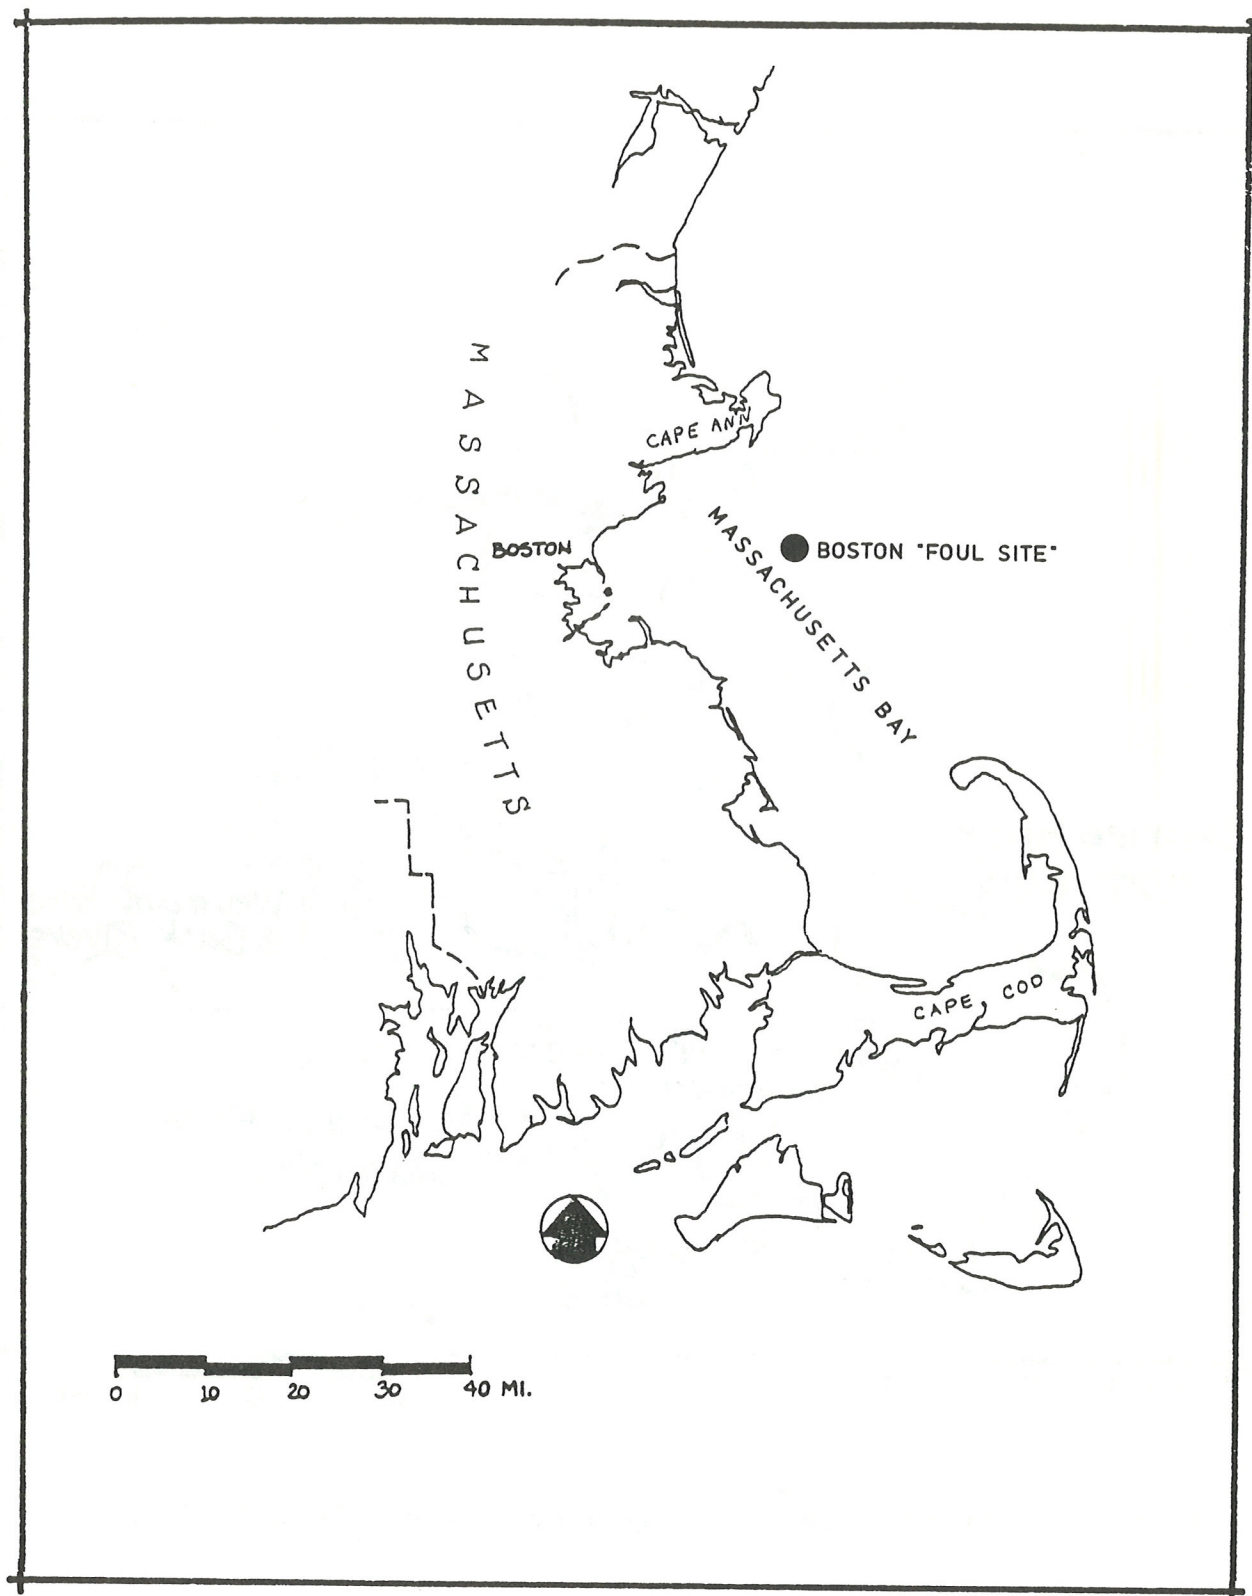 MASSACHUSETTS
CAPE ANN
BOSTON
BOSTON "FOUL SITE"
MASSACHUSETTS BAY
CAPE COD
0 10 20 30 40 MI.